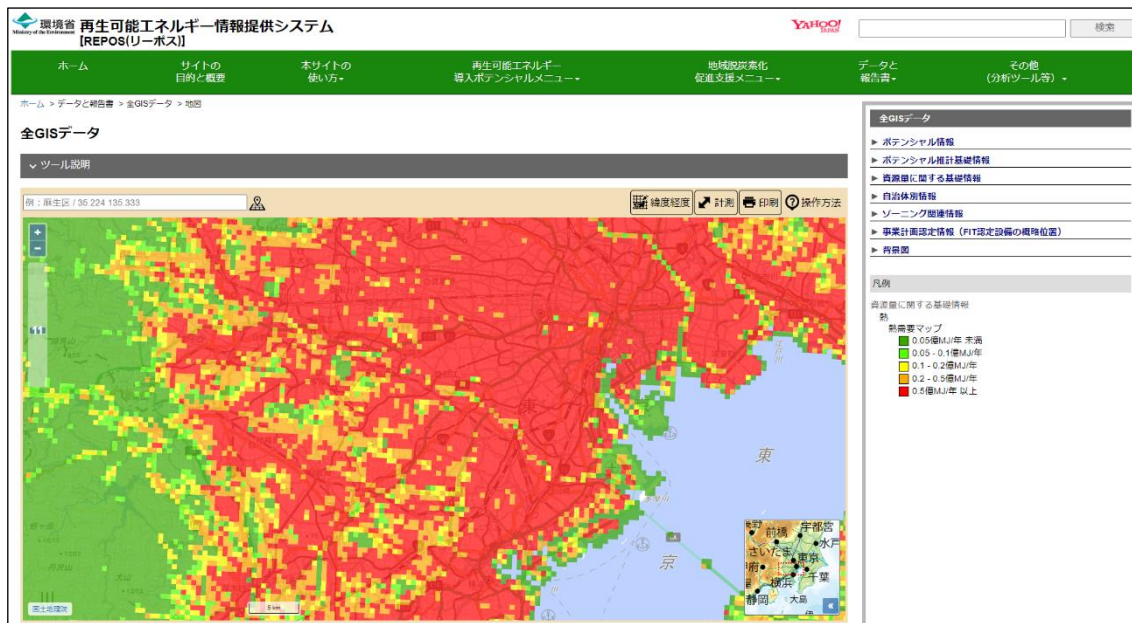 環境省
Ministry of the Environment
再生可能エネルギー情報提供システム
【REPOS(リーポス)】
YAHOO!
JAPAN
検索
ホーム
サイトの
目的と概要
本サイトの
使い方
再生可能エネルギー
導入ポテンシャルメニュー
地域脱炭素化
促進支援メニュー
データと
報告書
その他
(分析ツール等)
ホーム > データと報告書 > 全GISデータ > 地図
全GISデータ
ツール説明
例：麻生区 / 35.224 135.333
緯度経度
計測
印刷
操作方法
+
-
11
東
東
京
5 km
国土地理院
前橋
宇都宮
水戸
さいたま
東京
甲府
千葉
横浜
静岡
大島
全GISデータ
ポテンシャル情報
ポテンシャル推計基礎情報
資源量に関する基礎情報
自治体別情報
ゾーニング関連情報
事業計画認定情報（FIT認定設備の概略位置）
背景図
凡例
資源量に関する基礎情報
熱
熱需要マップ
0.05億MJ/年 未満
0.05 - 0.1億MJ/年
0.1 - 0.2億MJ/年
0.2 - 0.5億MJ/年
0.5億MJ/年 以上